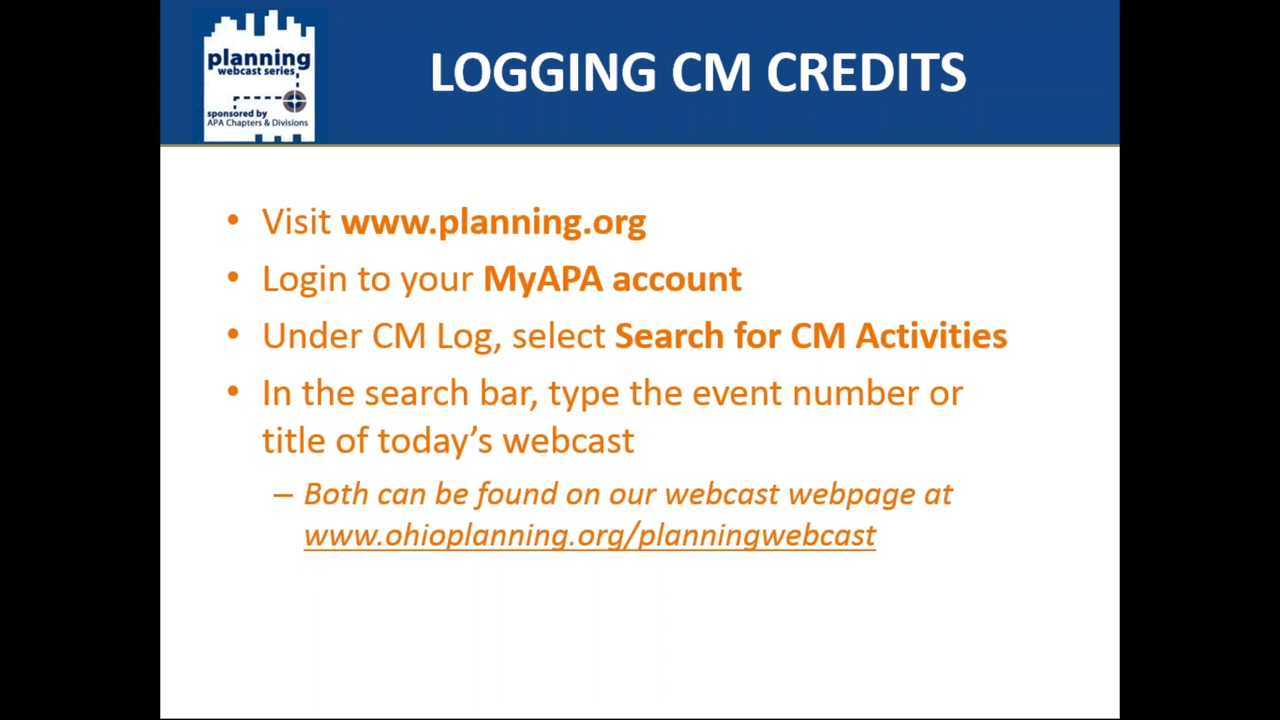 planning
webcast series
sponsored by
APA Chapters & Divisions
LOGGING CM CREDITS
• Visit www.planning.org
• Login to your MyAPA account
• Under CM Log, select Search for CM Activities
• In the search bar, type the event number or
title of today’s webcast
– Both can be found on our webcast webpage at
www.ohioplanning.org/planningwebcast